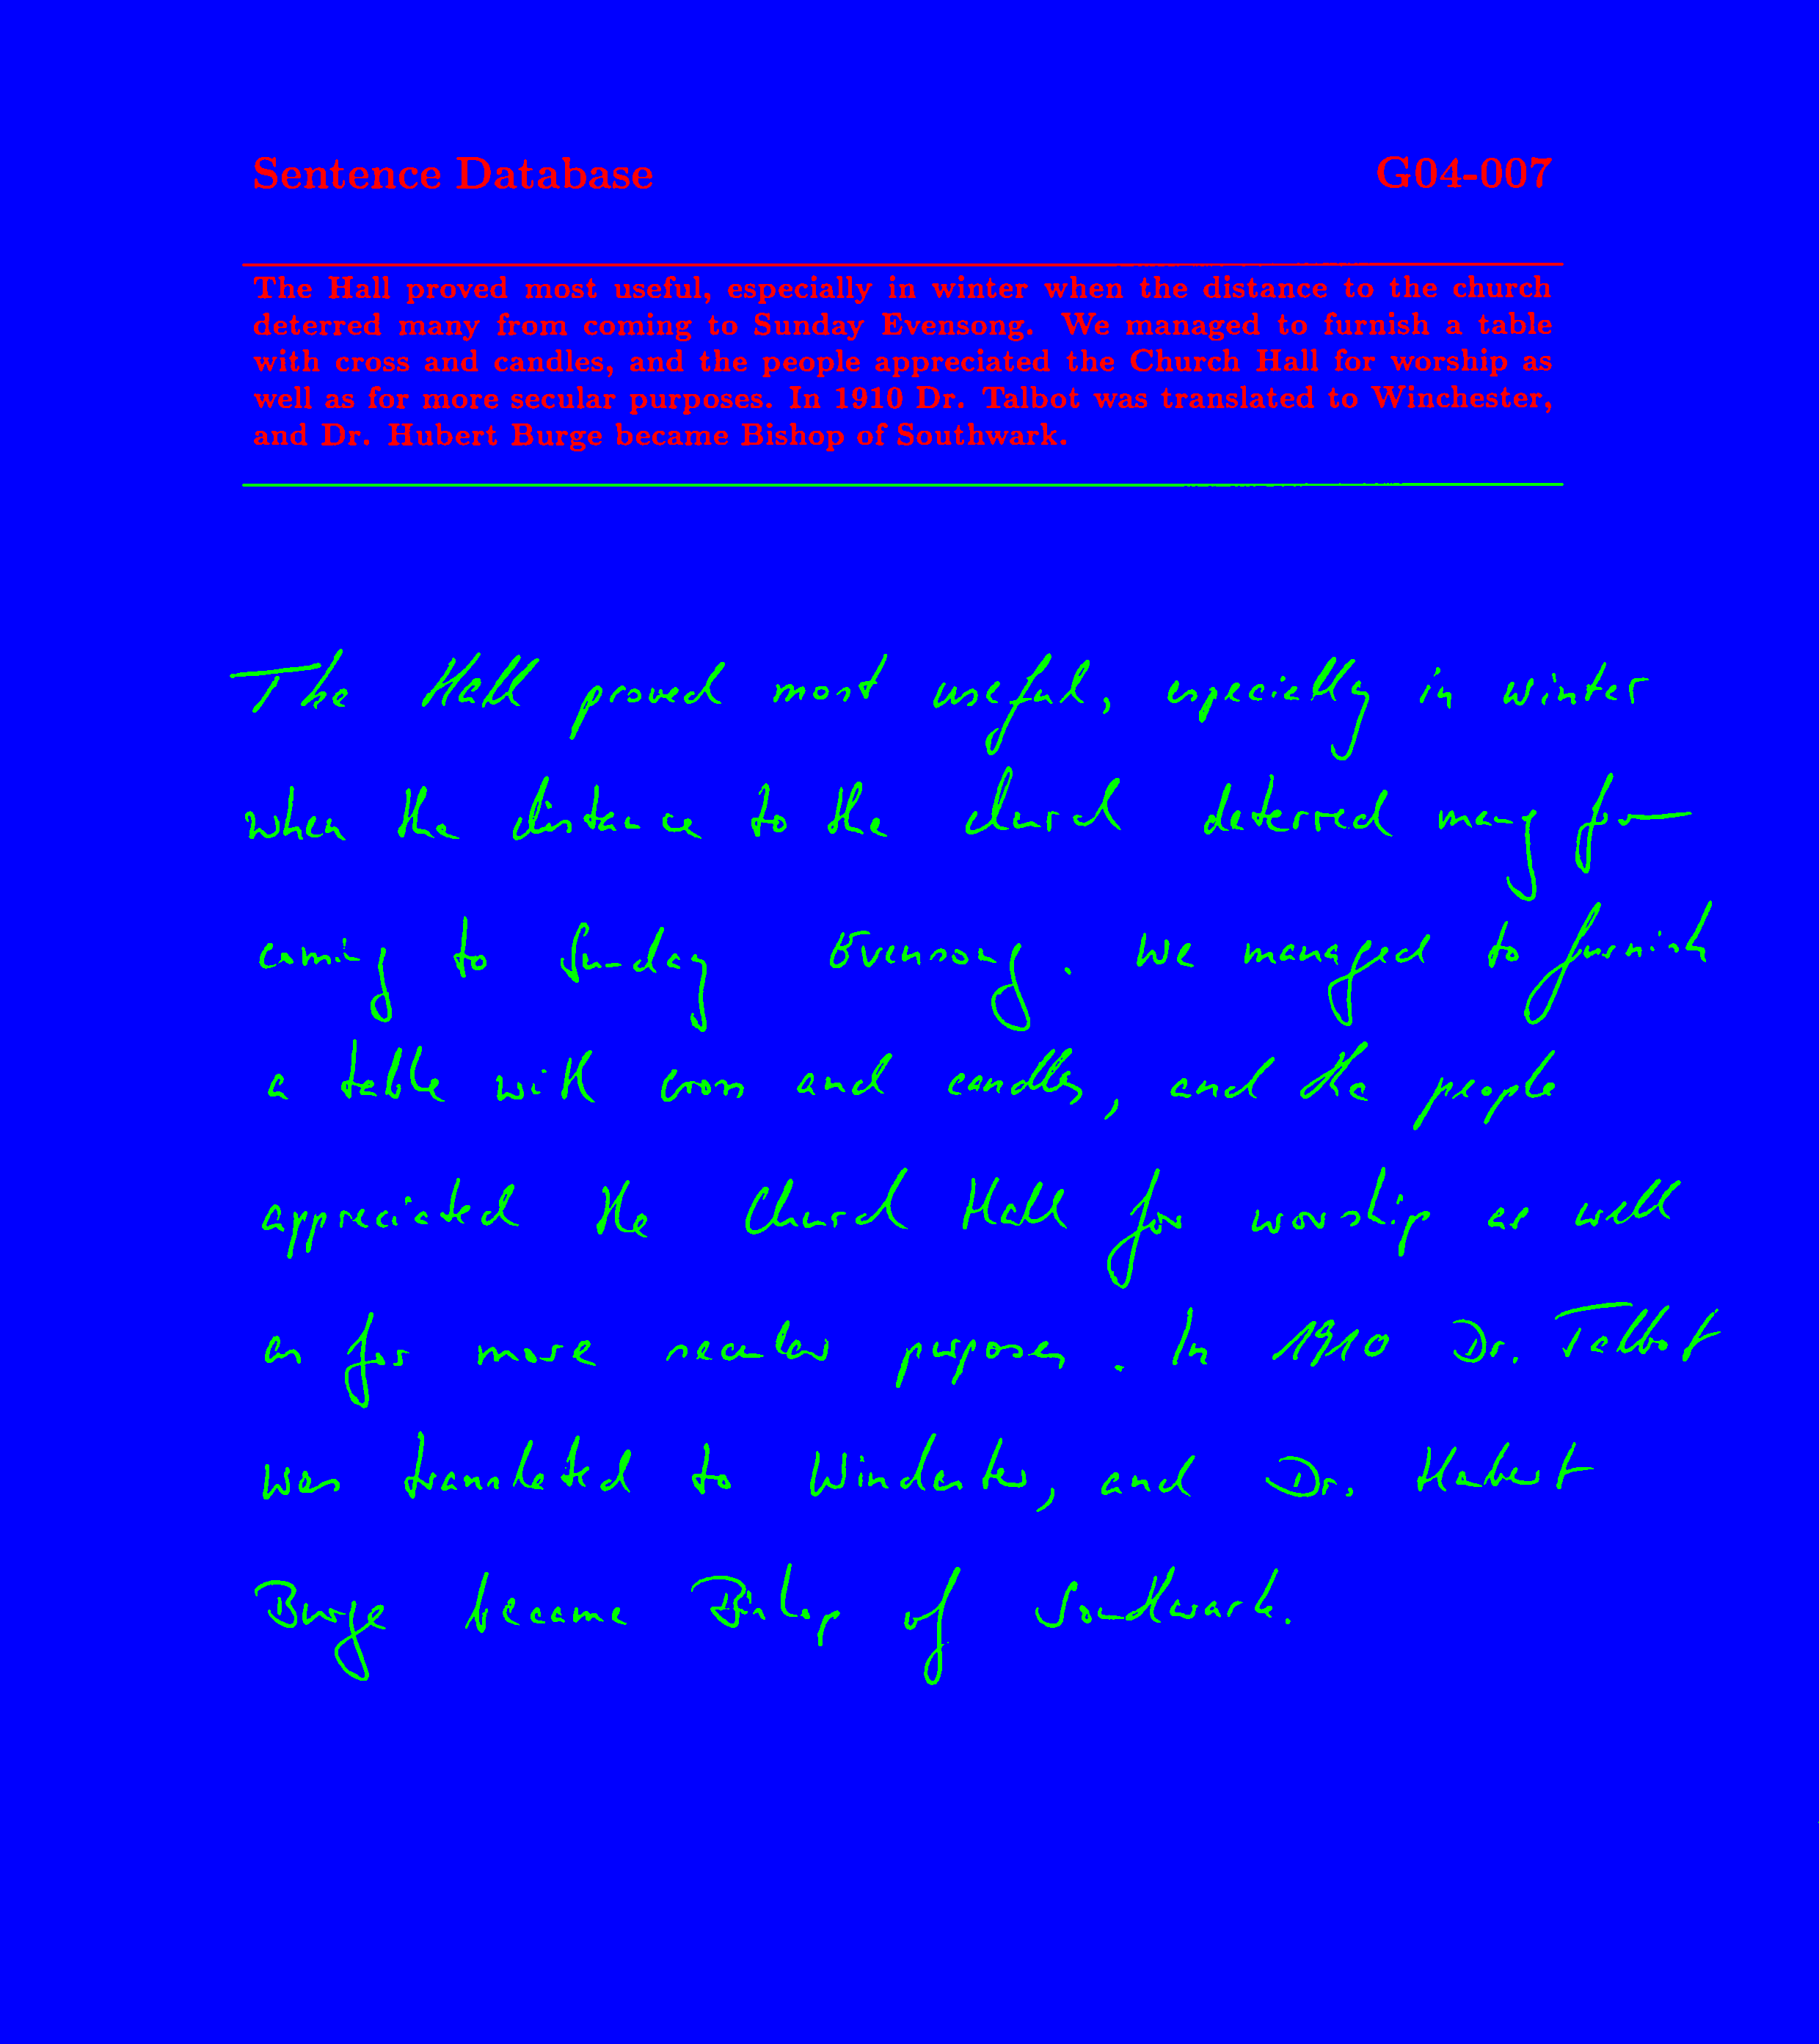 Sentence Database G04-007
The Hall proved most useful, especially in winter when the distance to the church
deterred many from coming to Sunday Evensong. We managed to furnish a table
with cross and candles, and the people appreciated the Church Hall for worship as
well as for more secular purposes. In 1910 Dr. Talbot was translated to Winchester,
and Dr. Hubert Burge became Bishop of Southwark.
The Hall proved most useful, especially in winter
when the distance to the church deterred many from
coming to Sunday Evensong. We managed to furnish
a table with cross and candles, and the people
appreciated the Church Hall for worship as well
as for more secular purposes. In 1910 Dr. Talbot
was translated to Winchester, and Dr. Hubert
Burge became Bishop of Southwark.